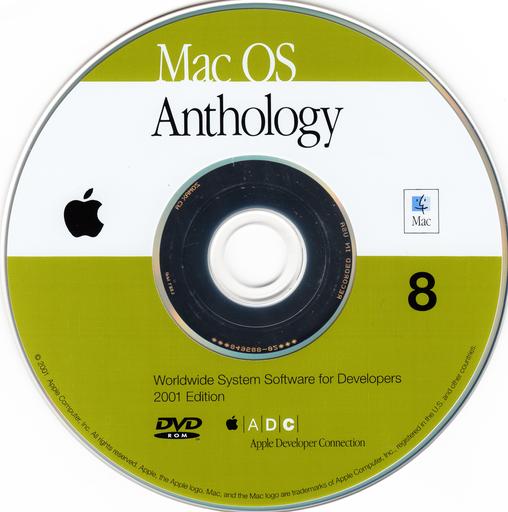 Mac OS
Anthology
Mac
8
RECORDED IN USA
Worldwide System Software for Developers
2001 Edition
DVD
ROM
ADC
Apple Developer Connection
© 2001 Apple Computer, Inc. All rights reserved. Apple, the Apple logo, Mac, and the Mac logo are trademarks of Apple Computer, Inc., registered in the U.S. and other countries.